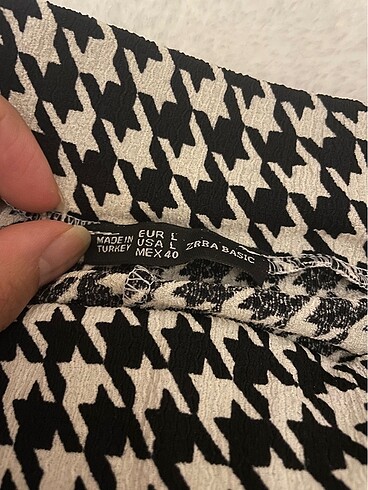 MADE IN
TURKEY
EUR L
USA L
MEX 40
ZRBA BASIC